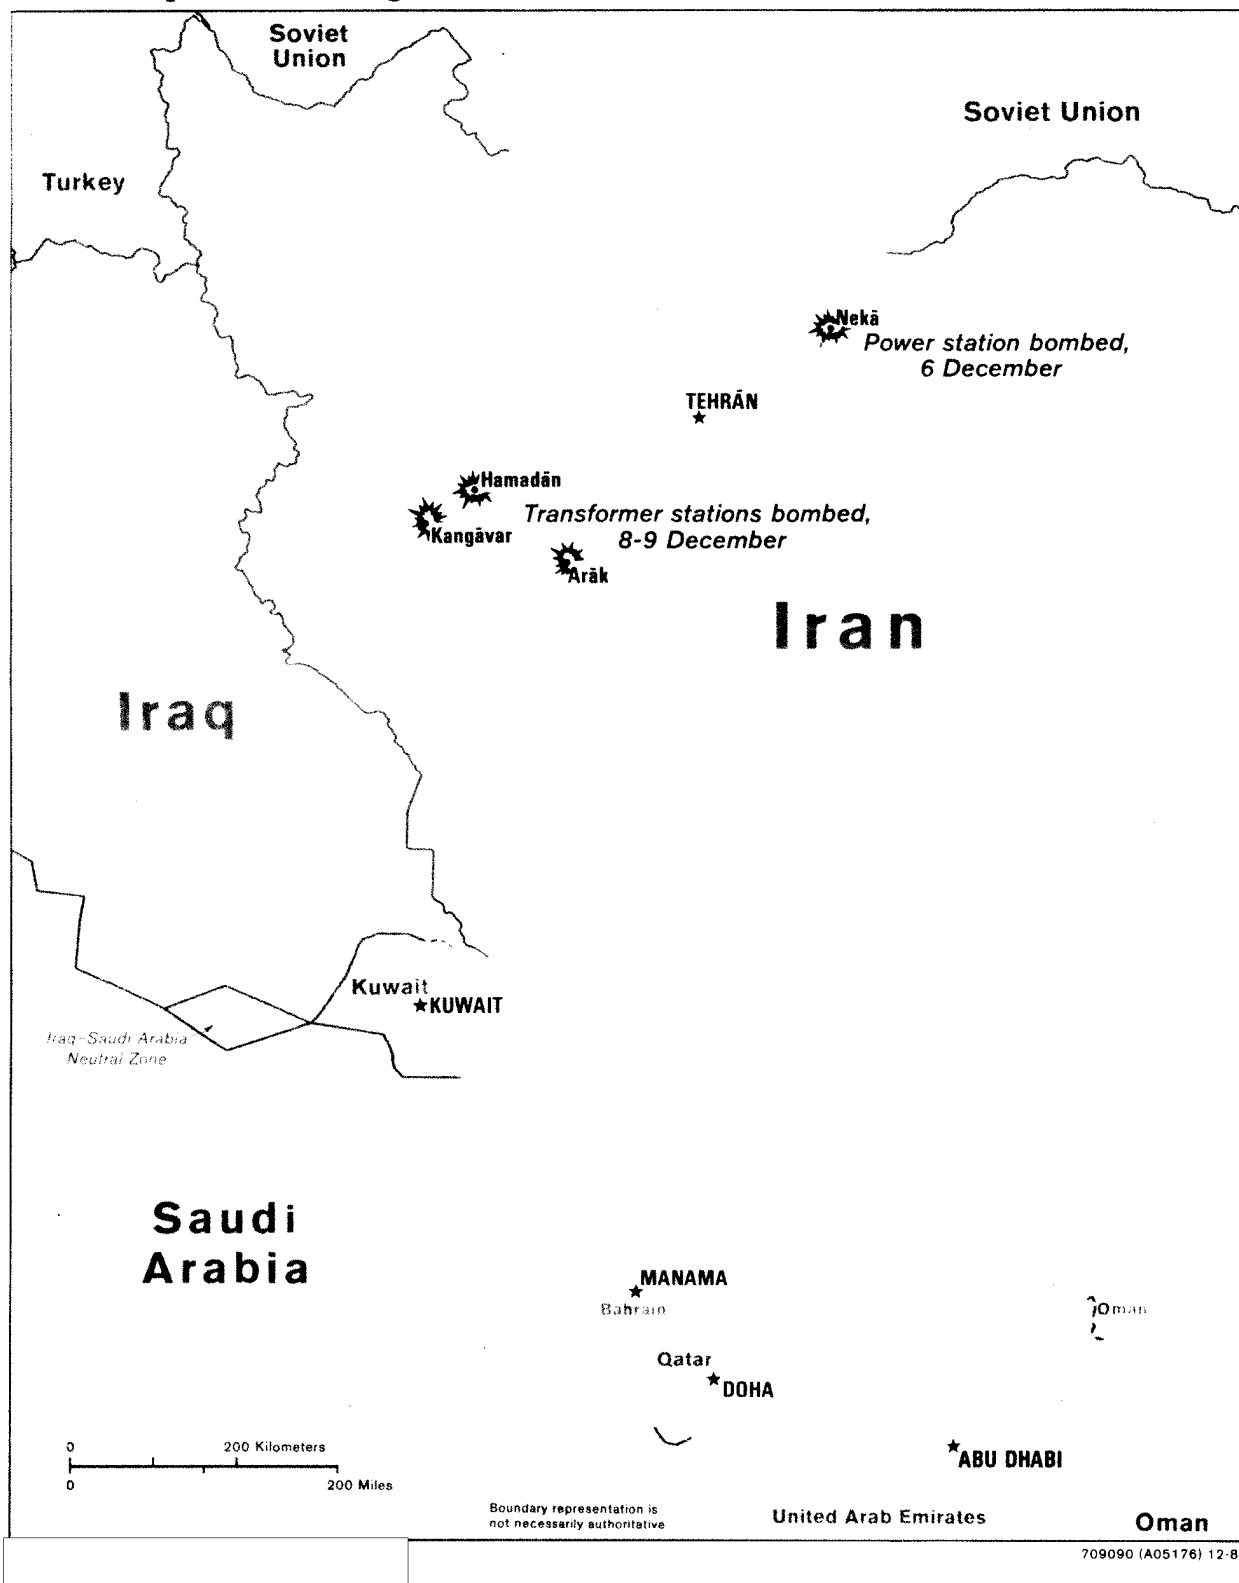 Soviet
Union
Soviet Union
Turkey
Nekā
Power station bombed,
6 December
TEHRĀN
Hamadān
Transformer stations bombed,
8-9 December
Kangāvar
Arāk
Iran
Iraq
Kuwait
KUWAIT
Iraq-Saudi Arabia
Neutral Zone
Saudi
Arabia
MANAMA
Bahrain
Oman
Qatar
DOHA
0 200 Kilometers
0 200 Miles
ABU DHABI
Boundary representation is
not necessarily authoritative
United Arab Emirates
Oman
709090 (A05176) 12-8